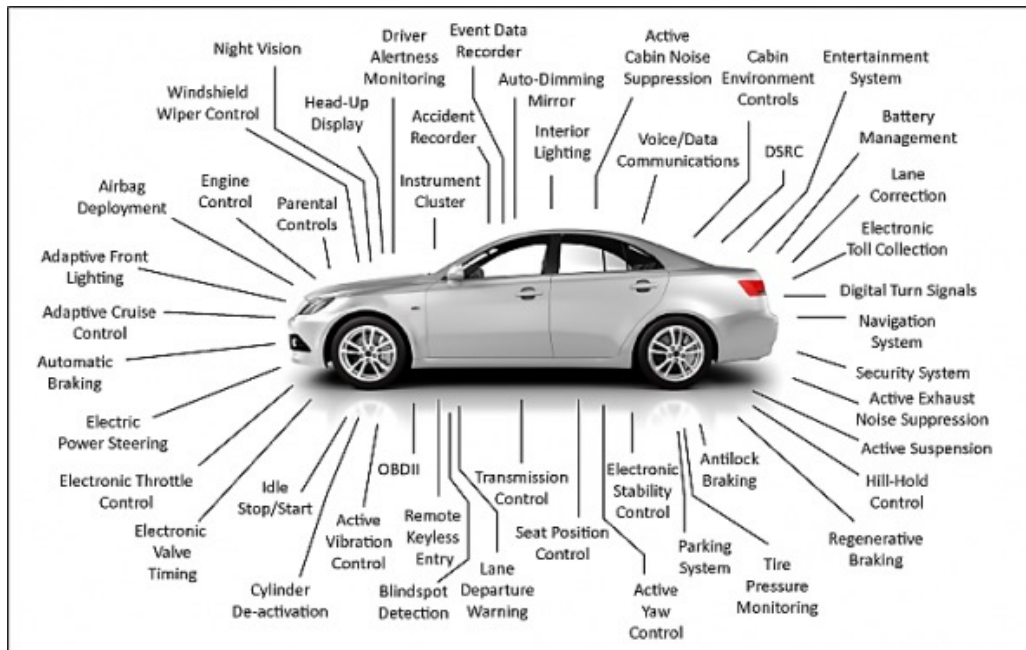 Night Vision
Driver
Alertness
Monitoring
Event Data
Recorder
Active
Cabin Noise
Suppression
Cabin
Environment
Controls
Entertainment
System
Windshield
Wiper Control
Head-Up
Display
Accident
Recorder
Auto-Dimming
Mirror
Interior
Lighting
Voice/Data
Communications
DSRC
Battery
Management
Airbag
Deployment
Engine
Control
Parental
Controls
Instrument
Cluster
Lane
Correction
Electronic
Toll Collection
Adaptive Front
Lighting
Digital Turn Signals
Adaptive Cruise
Control
Navigation
System
Automatic
Braking
Security System
Electric
Power Steering
Active Exhaust
Noise Suppression
Active Suspension
Electronic Throttle
Control
Idle
Stop/Start
OBDII
Transmission
Control
Electronic
Stability
Control
Antilock
Braking
Hill-Hold
Control
Electronic
Valve
Timing
Active
Vibration
Control
Remote
Keyless
Entry
Seat Position
Control
Parking
System
Regenerative
Braking
Cylinder
De-activation
Blindspot
Detection
Lane
Departure
Warning
Active
Yaw
Control
Tire
Pressure
Monitoring